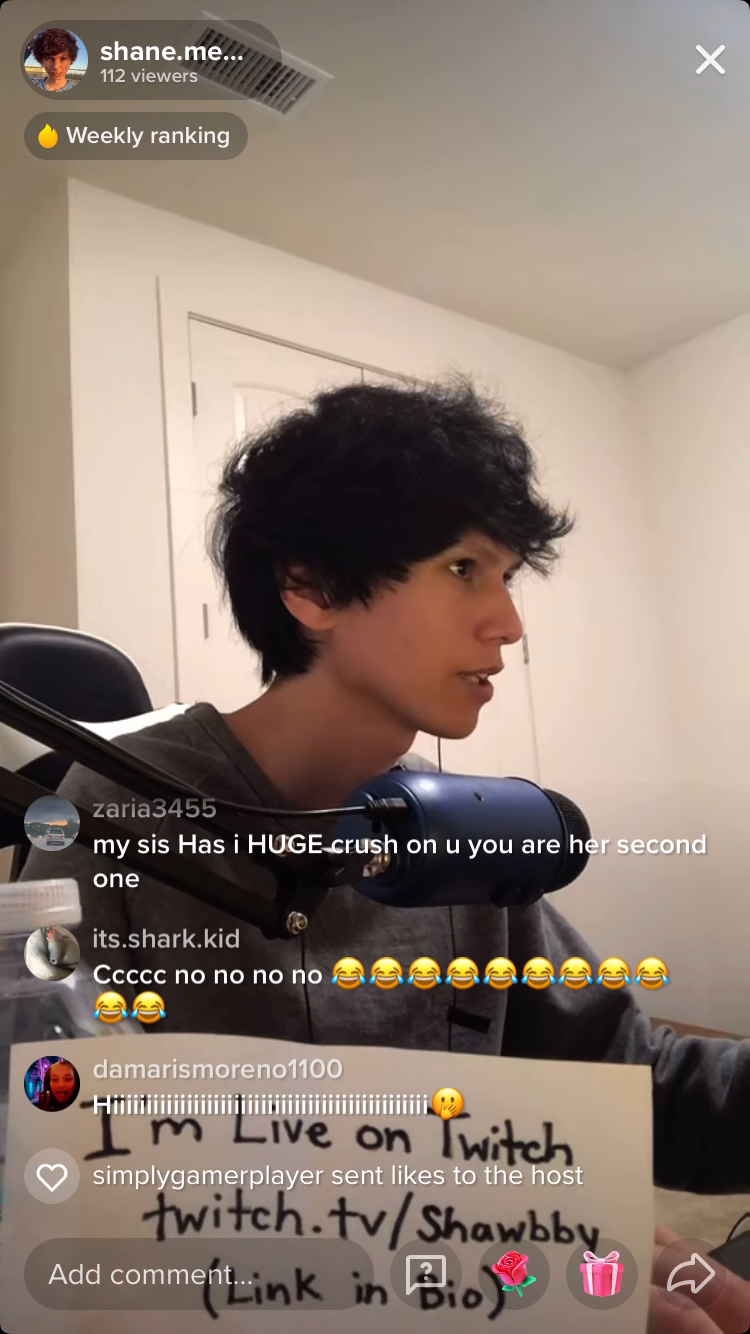 shane.me...
112 viewers
Weekly ranking
zaria3455
my sis Has i HUGE crush on u you are her second
one
its.shark.kid
Ccccc no no no no 😂😂😂😂😂😂😂😂😂
😂😂
damarismoreno1100
Hiiiiiiiiiiiiiiiiiiiiiiiiiiiiiiiiiiiiiiiiiiiiiii🤭
I'm Live on Twitch
simplygamerplayer sent likes to the host
twitch.tv/Shawbby
Add comment...
(Link in Bio)